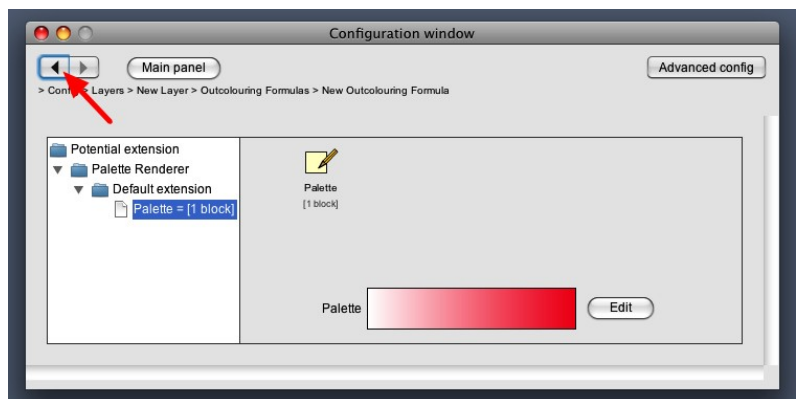 Configuration window
Main panel
Advanced config
> Config > Layers > New Layer > Outcolouring Formulas > New Outcolouring Formula
Potential extension
Palette Renderer
Default extension
Palette = [1 block]
Palette
[1 block]
Palette
Edit